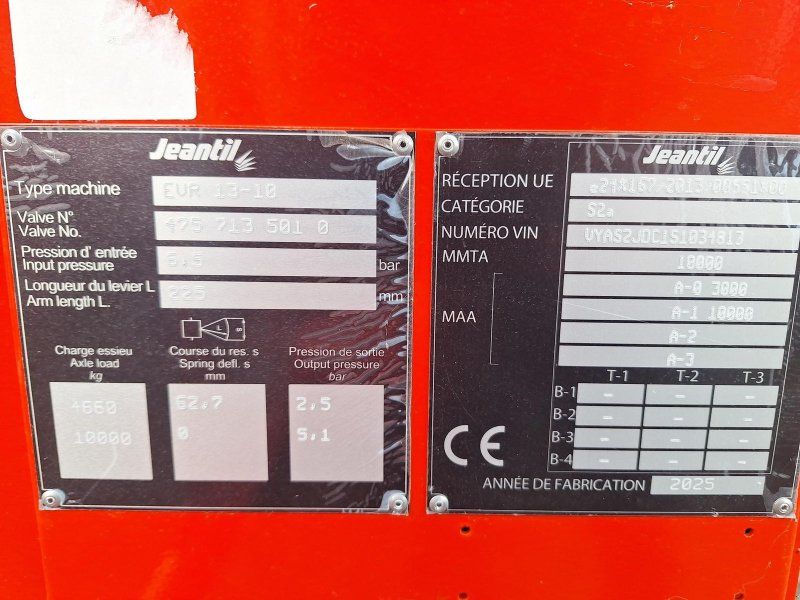 Jeantil
Type machine EVR 13-10
Valve N°
Valve No. 475 713 501 0
Pression d' entrée
Input pressure 6,5 bar
Longueur du levier L
Arm length L. 225 mm
Charge essieu
Axle load
kg
Course du res. s
Spring defl. s
mm
Pression de sortie
Output pressure
bar
4660 62,7 2,5
10000 0 5,1
Jeantil
RÉCEPTION UE
CATÉGORIE S2a
NUMÉRO VIN VYAS2JDC1S1034813
MMTA 10000
MAA
A-0 3000
A-1 10000
A-2
A-3
T-1 T-2 T-3
B-1 - - -
B-2 - - -
B-3 - - -
B-4 - - -
CE
ANNÉE DE FABRICATION 2025